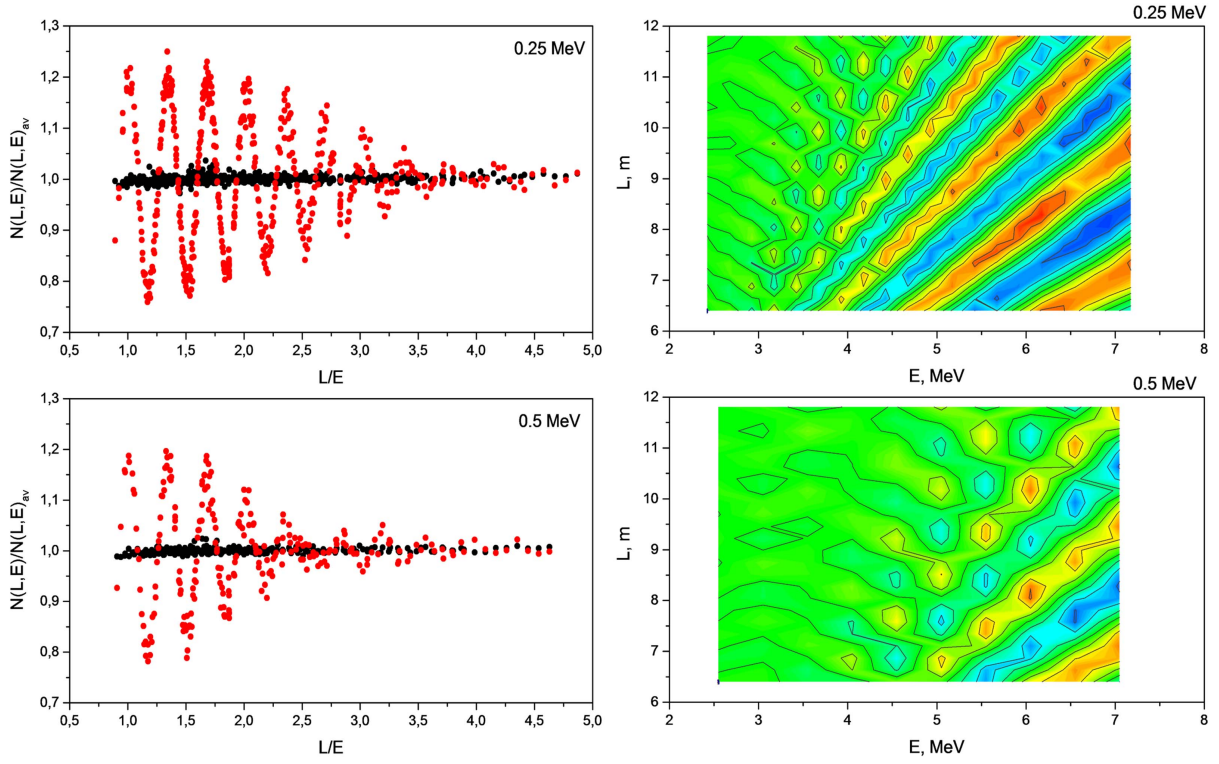 0.25 MeV
1,3
1,2
1,1
1,0
0,9
0,8
0,7
N(L,E)/N(L,E)av
0,5 1,0 1,5 2,0 2,5 3,0 3,5 4,0 4,5 5,0
L/E
0.25 MeV
12
11
10
9
8
7
6
L, m
2 3 4 5 6 7 8
E, MeV
0.5 MeV
1,3
1,2
1,1
1,0
0,9
0,8
0,7
N(L,E)/N(L,E)av
0,5 1,0 1,5 2,0 2,5 3,0 3,5 4,0 4,5 5,0
L/E
0.5 MeV
12
11
10
9
8
7
6
L, m
2 3 4 5 6 7 8
E, MeV